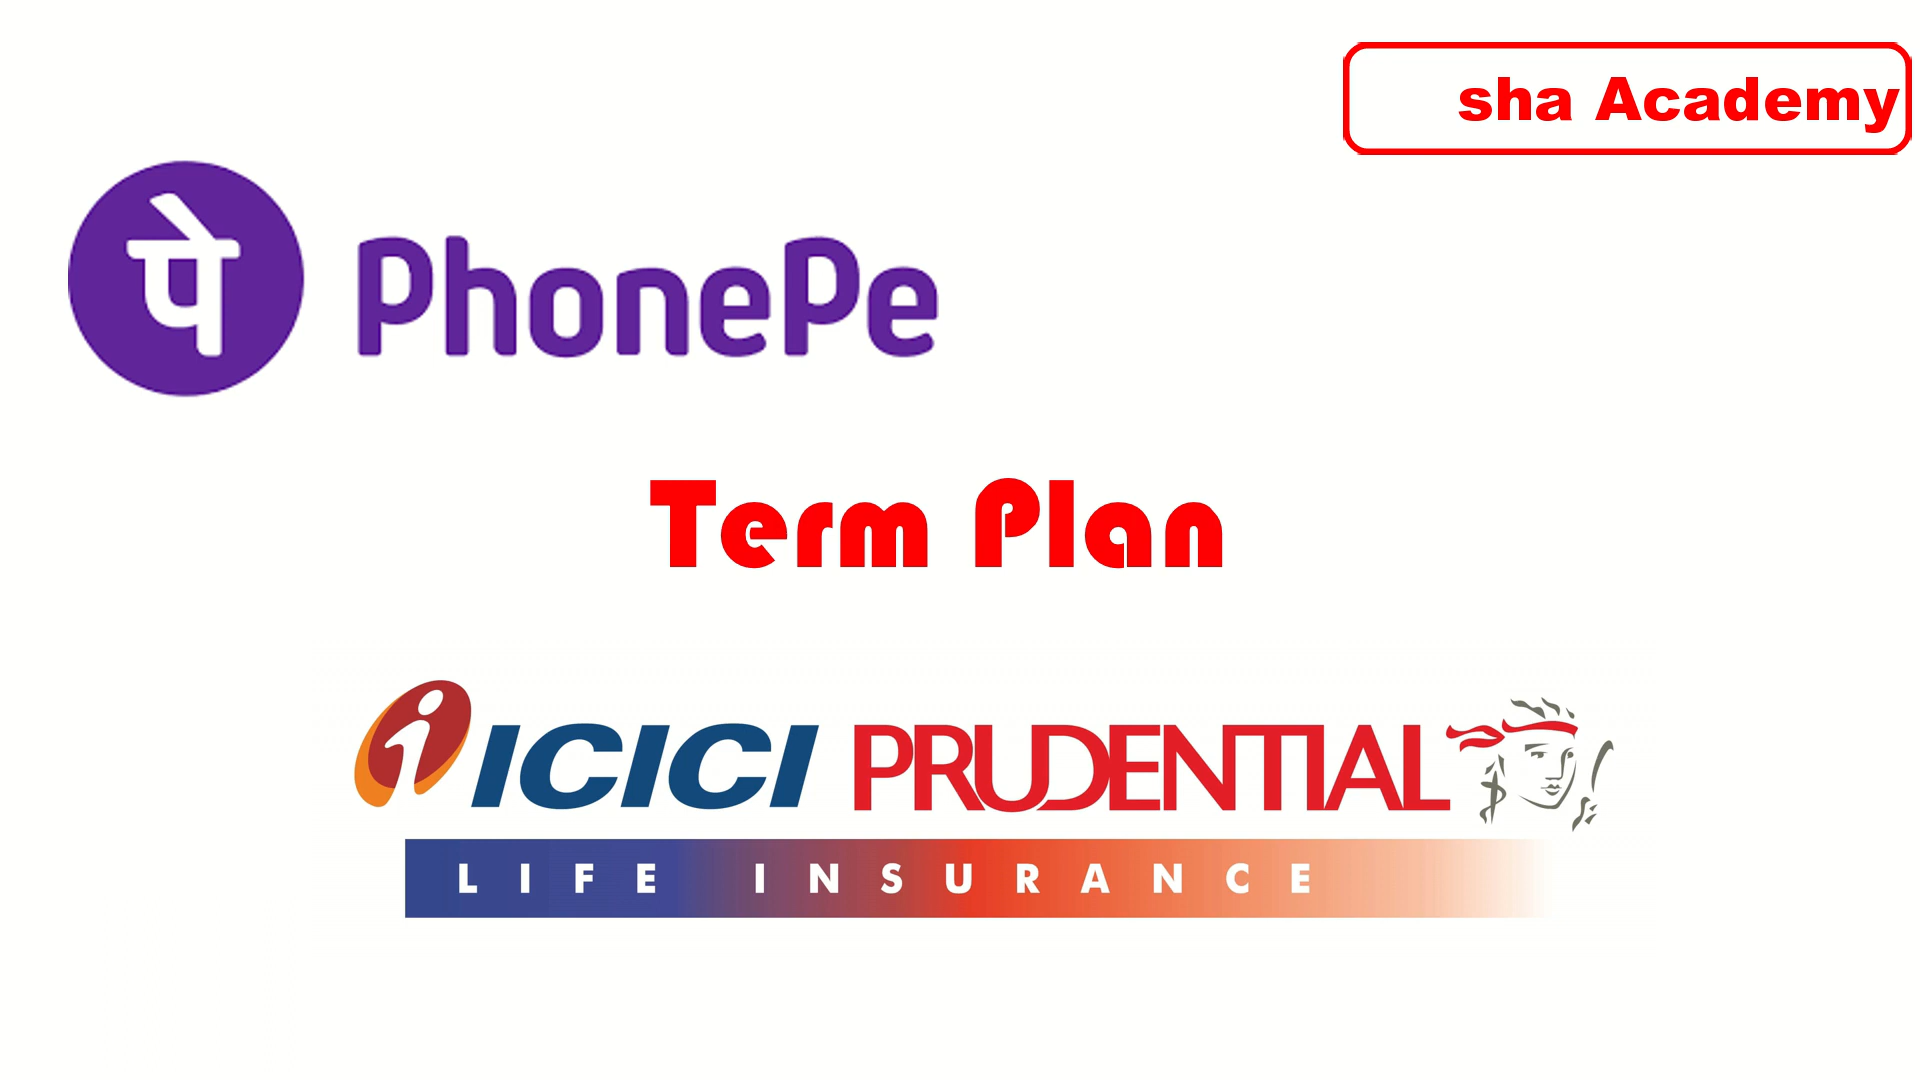 sha Academy
पे PhonePe
Term Plan
i ICICI PRUDENTIAL
LIFE INSURANCE